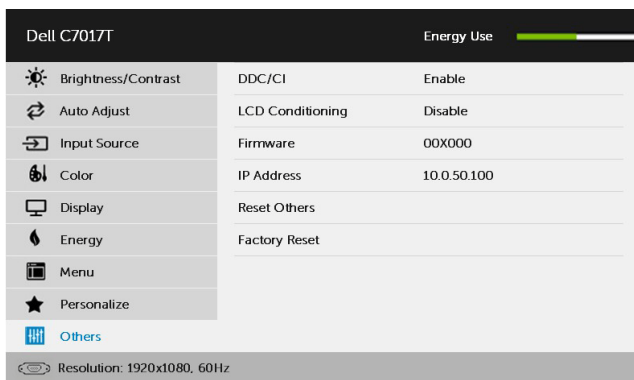 Dell C7017T Energy Use
Brightness/Contrast DDC/CI Enable
Auto Adjust LCD Conditioning Disable
Input Source Firmware 00X000
Color IP Address 10.0.50.100
Display Reset Others
Energy Factory Reset
Menu
Personalize
Others
Resolution: 1920x1080, 60Hz